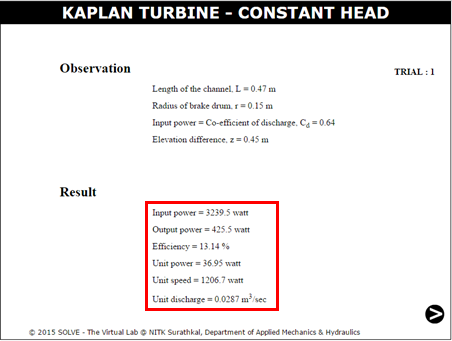 KAPLAN TURBINE - CONSTANT HEAD
Observation
TRIAL : 1
Length of the channel, L = 0.47 m
Radius of brake drum, r = 0.15 m
Input power = Co-efficient of discharge, C_d = 0.64
Elevation difference, z = 0.45 m
Result
Input power = 3239.5 watt
Output power = 425.5 watt
Efficiency = 13.14 %
Unit power = 36.95 watt
Unit speed = 1206.7 watt
Unit discharge = 0.0287 m³/sec
© 2015 SOLVE - The Virtual Lab @ NITK Surathkal, Department of Applied Mechanics & Hydraulics